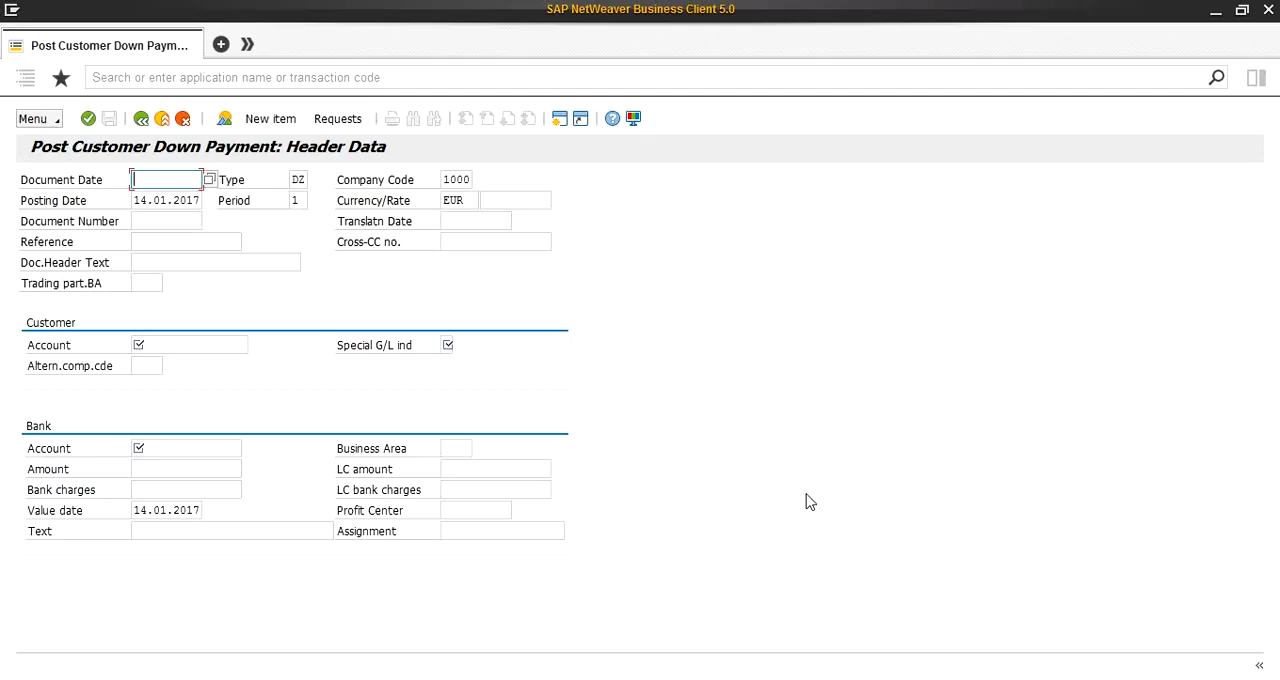 SAP NetWeaver Business Client 5.0
Post Customer Down Paym...
Search or enter application name or transaction code
Menu New item Requests
Post Customer Down Payment: Header Data
Document Date Type DZ Company Code 1000
Posting Date 14.01.2017 Period 1 Currency/Rate EUR
Document Number Translatn Date
Reference Cross-CC no.
Doc.Header Text
Trading part.BA
Customer
Account Special G/L ind
Altern.comp.cde
Bank
Account Business Area
Amount LC amount
Bank charges LC bank charges
Value date 14.01.2017 Profit Center
Text Assignment